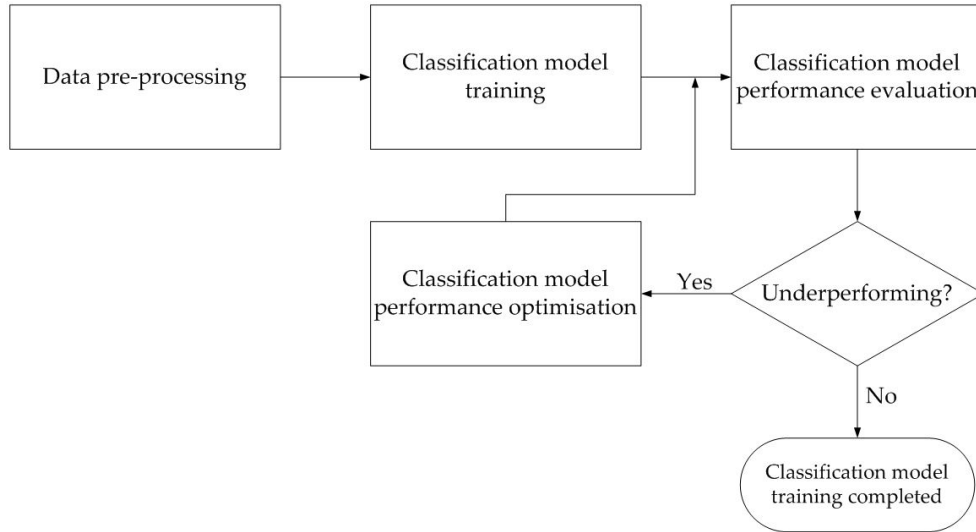 Data pre-processing
Classification model
training
Classification model
performance evaluation
Classification model
performance optimisation
Yes
Underperforming?
No
Classification model
training completed